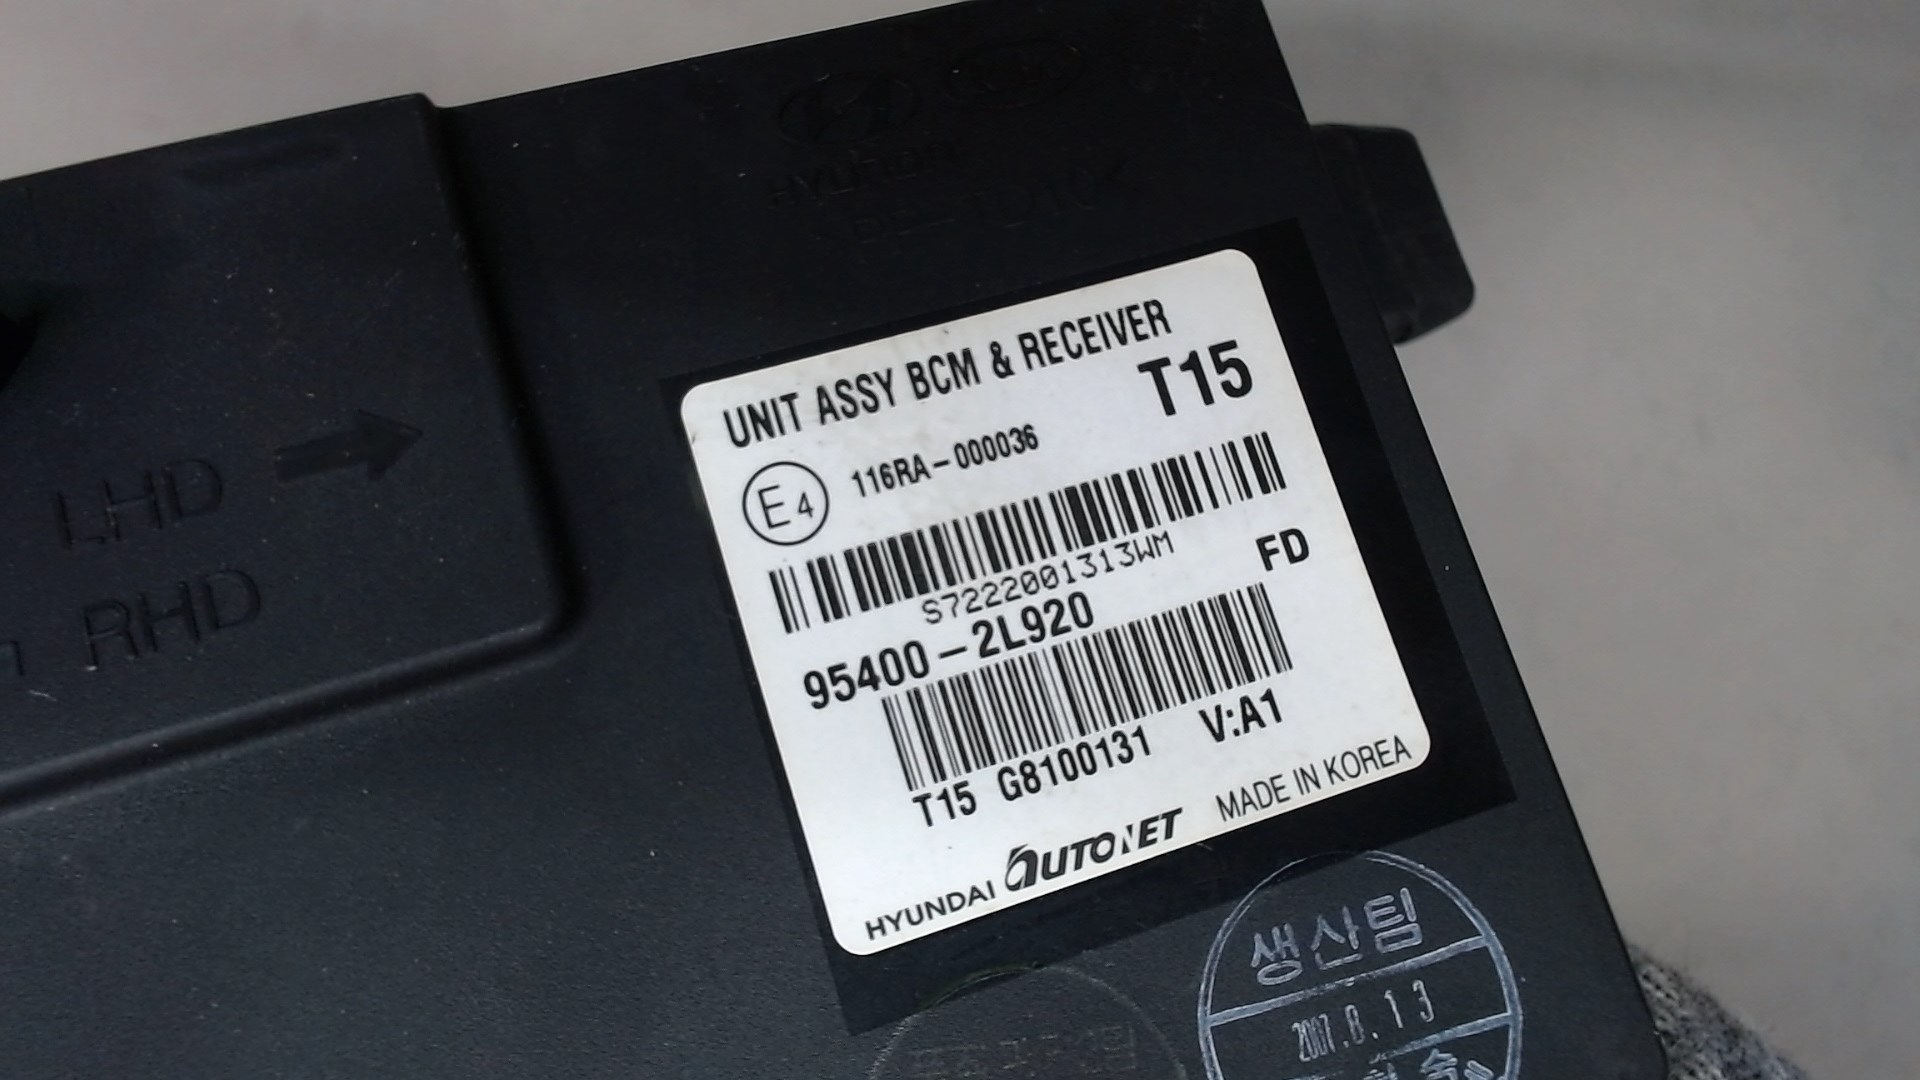 UNIT ASSY BCM & RECEIVER
T15
E4 116RA-000036
S7222001313WM
FD
95400-2L920
T15 G8100131 V:A1
HYUNDAI AUTONET MADE IN KOREA
LHD
RHD
생산팀
2007.8.13